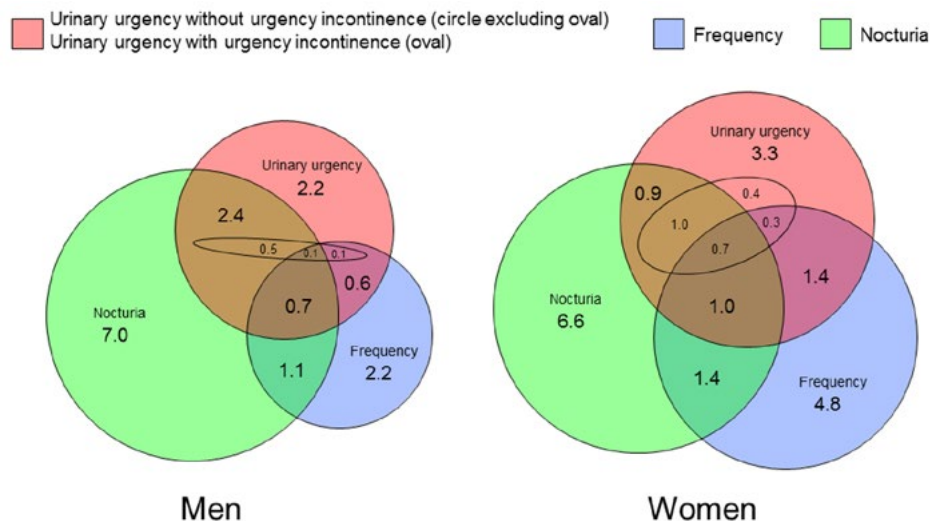 Urinary urgency without urgency incontinence (circle excluding oval)
Urinary urgency with urgency incontinence (oval)
Frequency
Nocturia
Urinary urgency
2.2
2.4
0.5
0.1
0.1
0.6
0.7
Nocturia
7.0
1.1
Frequency
2.2
Men
Urinary urgency
3.3
0.9
0.4
1.0
0.3
0.7
1.4
1.0
Nocturia
6.6
1.4
Frequency
4.8
Women